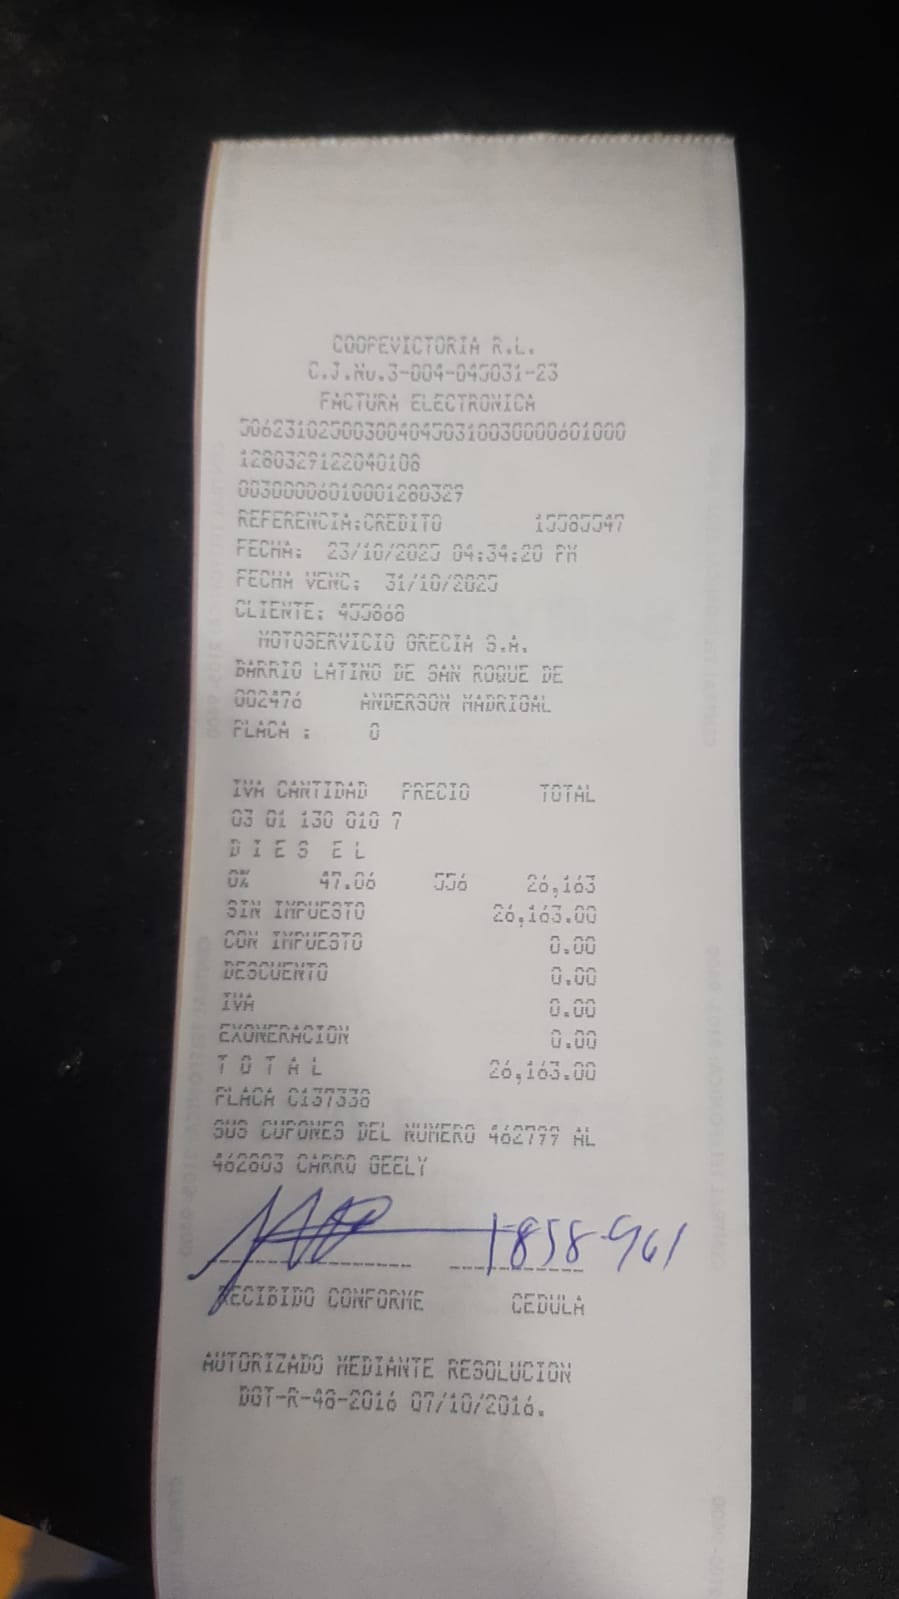 COOPEVICTORIA R.L.
C.J.No.3-004-045031-23
FACTURA ELECTRONICA
50623102500300404503100300000601000
1280329122040108
003000006010001280329
REFERENCIA:CREDITO 15585547
FECHA: 23/10/2025 04:34:20 PM
FECHA VENC: 31/10/2025
CLIENTE: 455868
MOTOSERVICIO GRECIA S.A.
BARRIO LATINO DE SAN ROQUE DE
002476 ANDERSON MADRIGAL
PLACA : 0
IVA CANTIDAD PRECIO TOTAL
03 01 130 010 7
D I E S E L
0% 47.06 556 26,163
SIN IMPUESTO 26,163.00
CON IMPUESTO 0.00
DESCUENTO 0.00
IVA 0.00
EXONERACION 0.00
T O T A L 26,163.00
PLACA C137338
SUS CUPONES DEL NUMERO 462799 AL
462803 CARRO GEELY
1-858-961
RECIBIDO CONFORME CEDULA
AUTORIZADO MEDIANTE RESOLUCION
DGT-R-48-2016 07/10/2016.